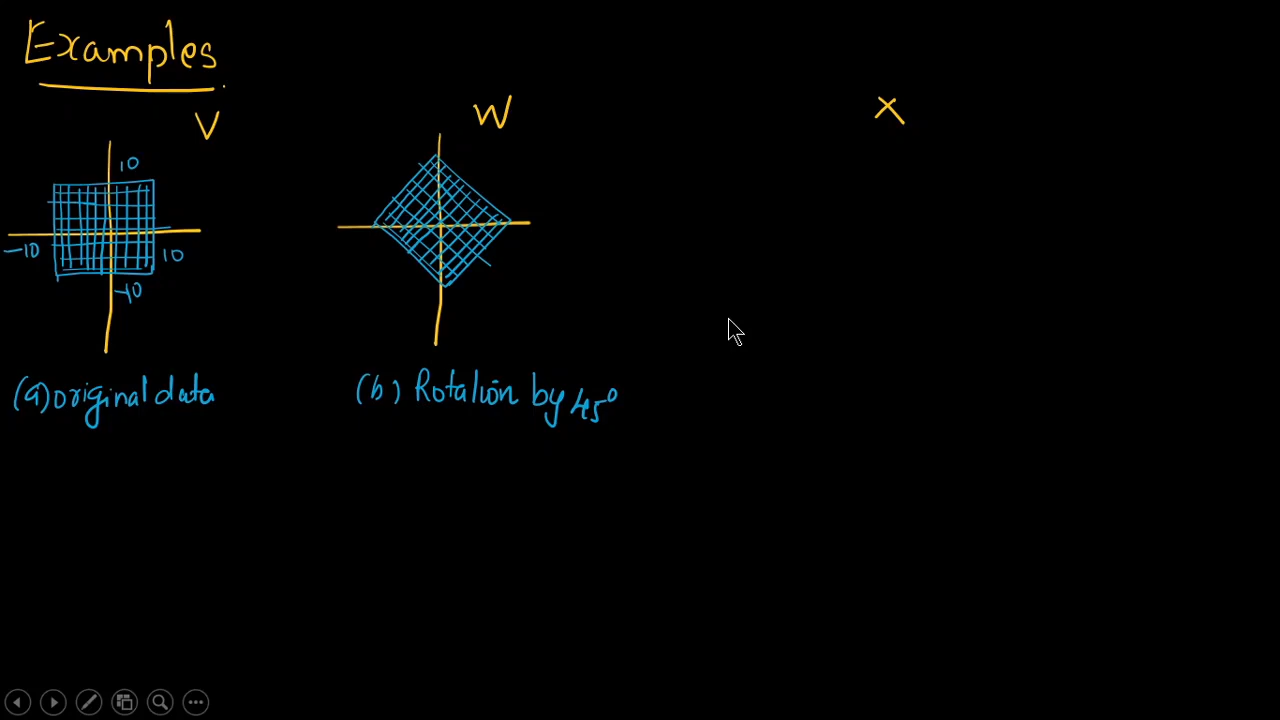 Examples
V
W
X
10
-10
10
-10
(a) original data
(b) Rotation by 45°